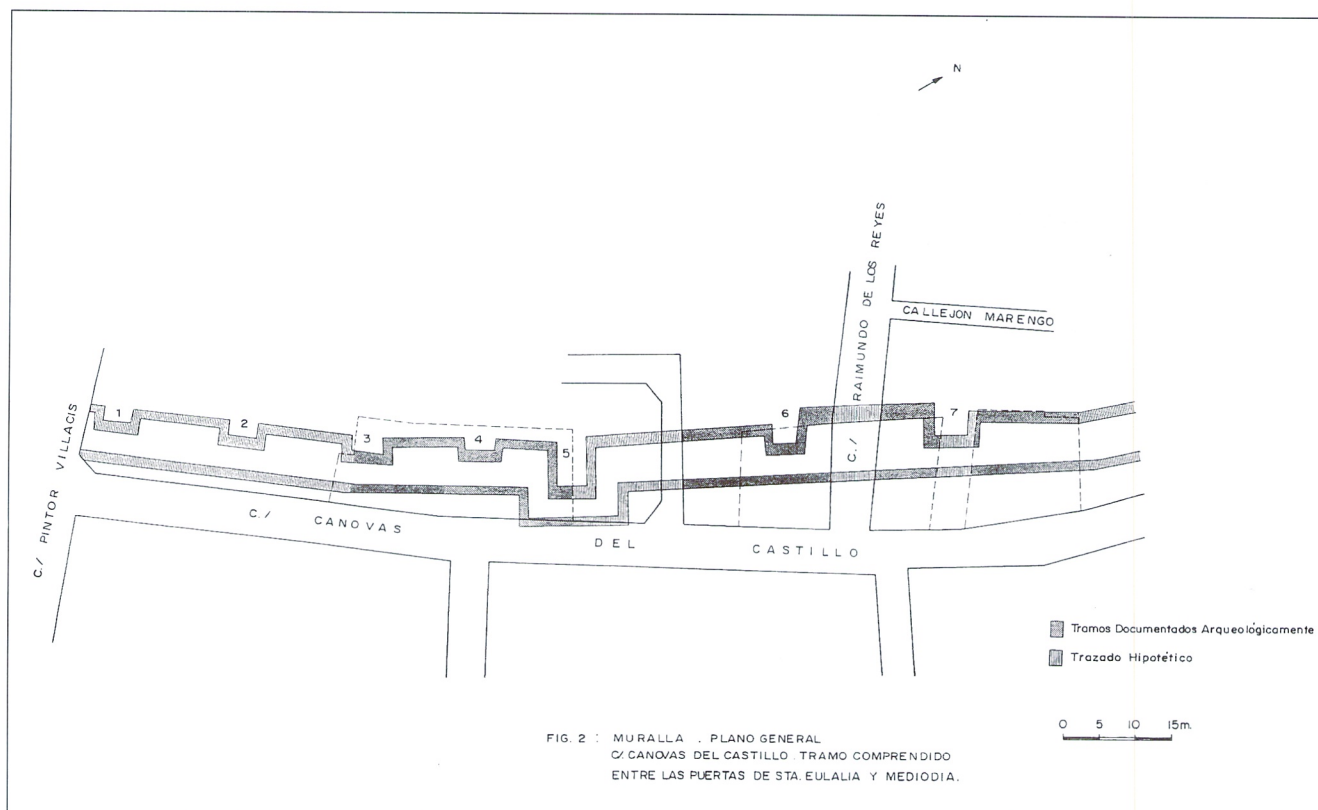 N
C./ RAIMUNDO DE LOS REYES
CALLEJON MARENGO
1
2
3
4
5
6
7
C./ PINTOR VILLACIS
C./ CANOVAS DEL CASTILLO
Tramos Documentados Arqueológicamente
Trazado Hipotético
0 5 10 15m.
FIG. 2 : MURALLA . PLANO GENERAL
C/. CANOVAS DEL CASTILLO . TRAMO COMPRENDIDO
ENTRE LAS PUERTAS DE STA. EULALIA Y MEDIODIA.